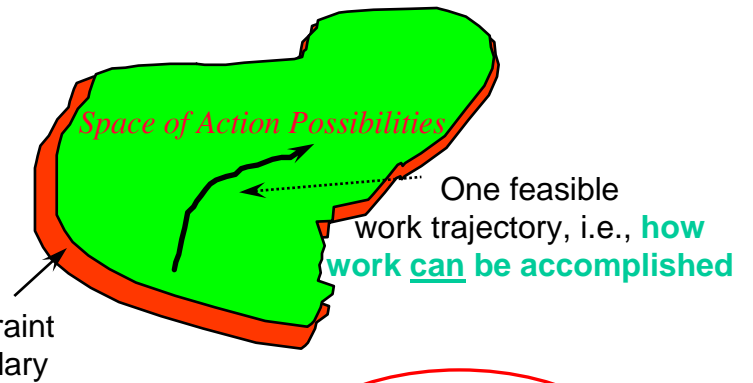 Space of Action Possibilities
One feasible
work trajectory, i.e., how
work can be accomplished
raint
lary